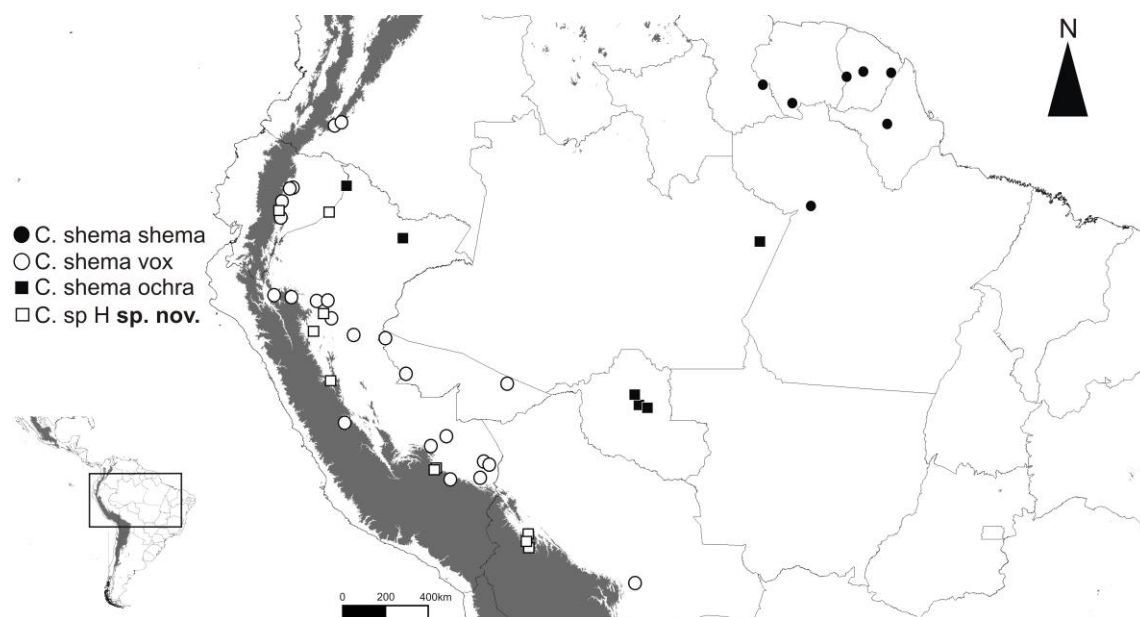 N
C. shema shema
C. shema vox
C. shema ochra
C. sp H sp. nov.
0 200 400km